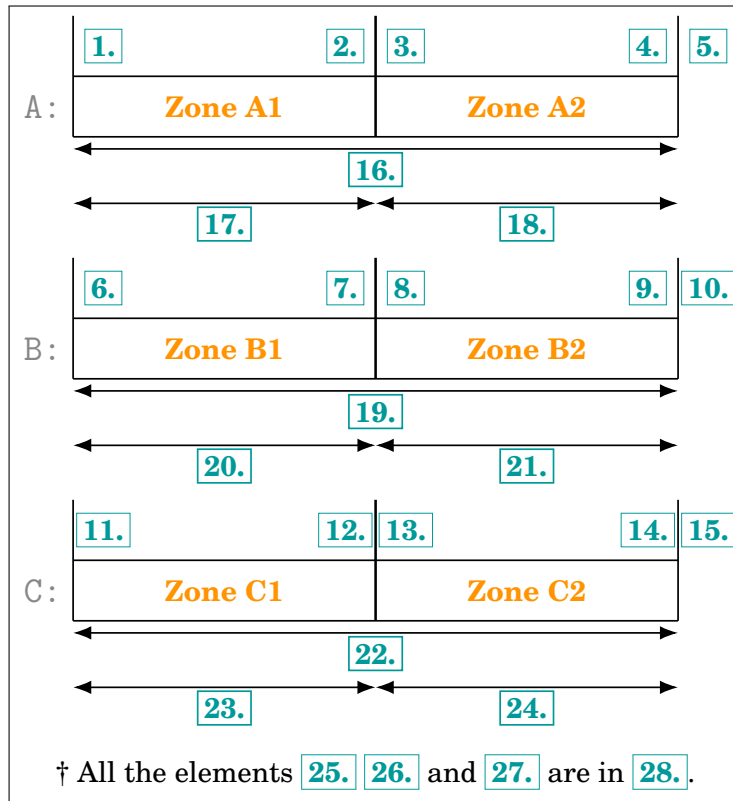 1. 2. 3. 4. 5.
A: Zone A1 Zone A2
16.
17. 18.
6. 7. 8. 9. 10.
B: Zone B1 Zone B2
19.
20. 21.
11. 12. 13. 14. 15.
C: Zone C1 Zone C2
22.
23. 24.
† All the elements 25. 26. and 27. are in 28..